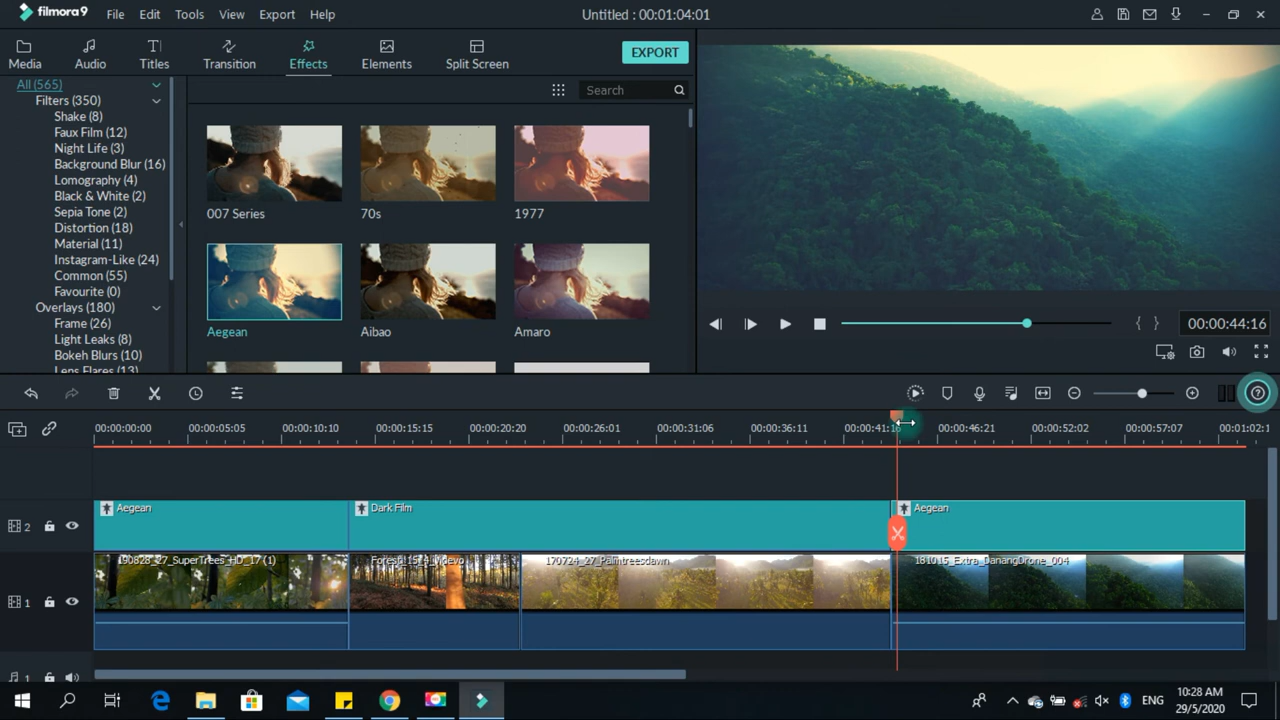 filmora9
File Edit Tools View Export Help
Untitled : 00:01:04:01
Media Audio Titles Transition Effects Elements Split Screen
EXPORT
All (565)
Filters (350)
Shake (8)
Faux Film (12)
Night Life (3)
Background Blur (16)
Lomography (4)
Black & White (2)
Sepia Tone (2)
Distortion (18)
Material (11)
Instagram-Like (24)
Common (55)
Favourite (0)
Overlays (180)
Frame (26)
Light Leaks (8)
Bokeh Blurs (10)
Lens Flares (13)
Search
007 Series 70s 1977
Aegean Aibao Amaro
00:00:44:16
00:00:00:00 00:00:05:05 00:00:10:10 00:00:15:15 00:00:20:20 00:00:26:01 00:00:31:06 00:00:36:11 00:00:41:16 00:00:46:21 00:00:52:02 00:00:57:07 00:01:02:1
2
Aegean Dark Film Aegean
1
190828_27_SuperTrees_HD_17 (1) 170724_27_Palmtreesdawn 181015_Extra_DanangDrone_004
1
ENG
10:28 AM
29/5/2020